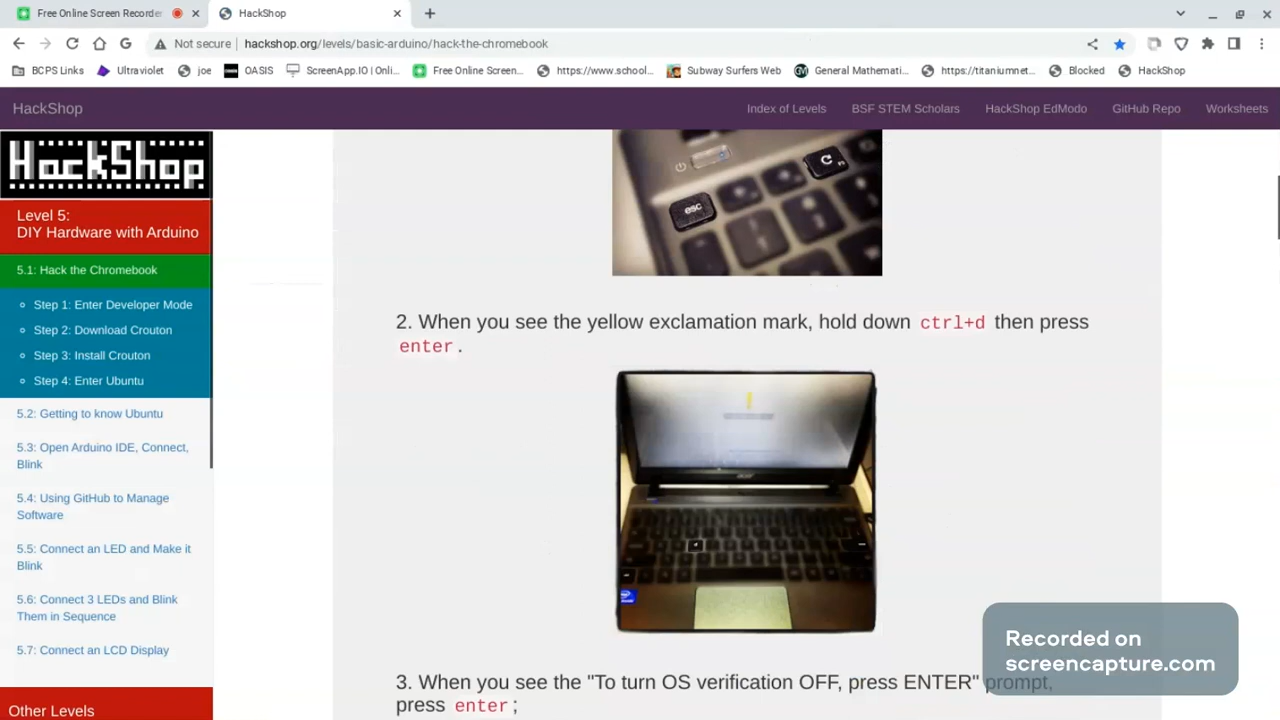 Free Online Screen Recorder
HackShop
Not secure
hackshop.org/levels/basic-arduino/hack-the-chromebook
BCPS Links
Ultraviolet
joe
OASIS
ScreenApp.IO | Onli...
Free Online Screen...
https://www.school...
Subway Surfers Web
General Mathemati...
https://titaniumnet...
Blocked
HackShop
HackShop
Index of Levels
BSF STEM Scholars
HackShop EdModo
GitHub Repo
Worksheets
HackShop
Level 5:
DIY Hardware with Arduino
5.1: Hack the Chromebook
Step 1: Enter Developer Mode
Step 2: Download Crouton
Step 3: Install Crouton
Step 4: Enter Ubuntu
5.2: Getting to know Ubuntu
5.3: Open Arduino IDE, Connect,
Blink
5.4: Using GitHub to Manage
Software
5.5: Connect an LED and Make it
Blink
5.6: Connect 3 LEDs and Blink
Them in Sequence
5.7: Connect an LCD Display
Other Levels
esc
2. When you see the yellow exclamation mark, hold down ctrl+d then press
enter.
acer
3. When you see the "To turn OS verification OFF, press ENTER" prompt,
press enter;
Recorded on
screencapture.com